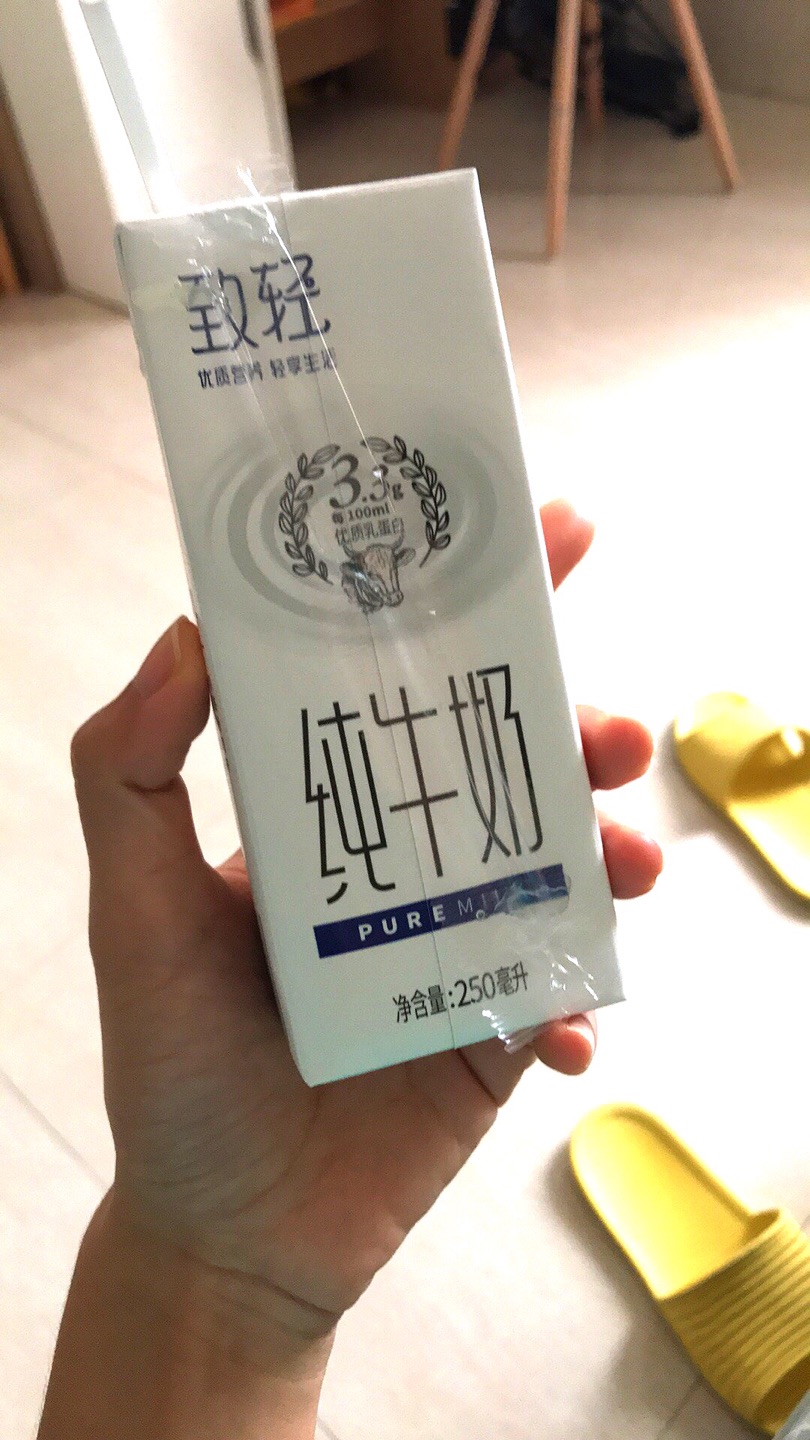 致轻
优质营养 轻享生活
3.3g
每100ml
优质乳蛋白
纯牛奶
PURE MILK
净含量:250毫升